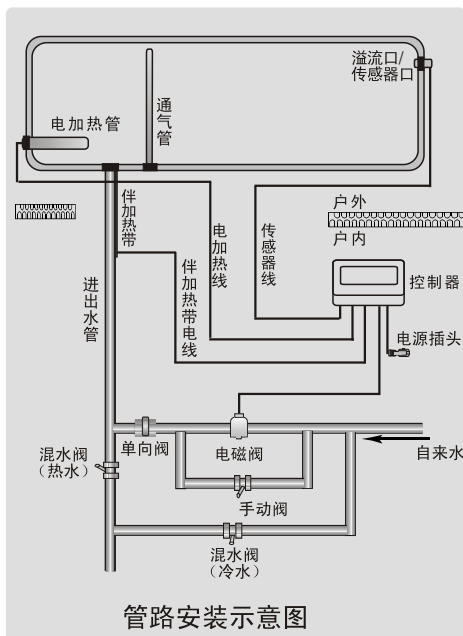 溢流口/
传感器口
电加热管
通气管
伴加热带
户外
户内
电加热线
传感器线
伴加热带电线
进出水管
控制器
电源插头
单向阀
电磁阀
自来水
混水阀
（热水）
手动阀
混水阀
（冷水）
管路安装示意图